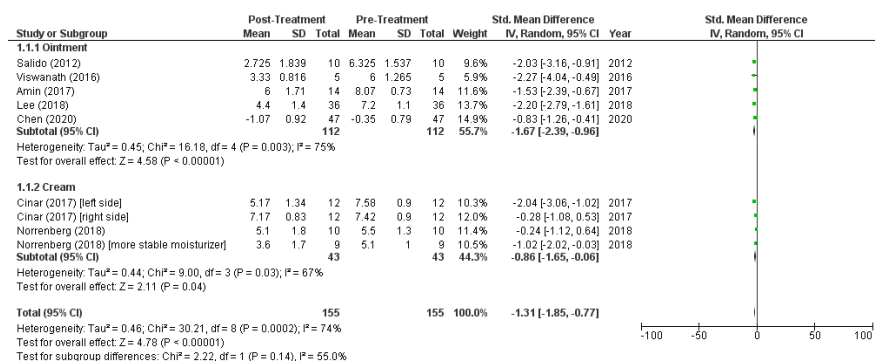 Post-Treatment Pre-Treatment Std. Mean Difference Std. Mean Difference
Study or Subgroup Mean SD Total Mean SD Total Weight IV, Random, 95% CI Year IV, Random, 95% CI
1.1.1 Ointment
Salido (2012) 2.725 1.839 10 6.325 1.537 10 9.6% -2.03 [-3.16, -0.91] 2012
Viswanath (2016) 3.33 0.816 5 6 1.265 5 5.9% -2.27 [-4.04, -0.49] 2016
Amin (2017) 6 1.71 14 8.07 0.73 14 11.8% -1.53 [-2.39, -0.67] 2017
Lee (2018) 4.4 1.4 36 7.2 1.1 36 13.7% -2.20 [-2.79, -1.61] 2018
Chen (2020) -1.07 0.92 47 -0.35 0.79 47 14.9% -0.83 [-1.26, -0.41] 2020
Subtotal (95% CI) 112 112 55.7% -1.67 [-2.39, -0.96]
Heterogeneity: Tau² = 0.45; Chi² = 16.18, df = 4 (P = 0.003); I² = 75%
Test for overall effect: Z = 4.58 (P < 0.00001)
1.1.2 Cream
Cinar (2017) [left side] 5.17 1.34 12 7.58 0.9 12 10.3% -2.04 [-3.06, -1.02] 2017
Cinar (2017) [right side] 7.17 0.83 12 7.42 0.9 12 12.0% -0.28 [-1.08, 0.53] 2017
Norrenberg (2018) 5.1 1.8 10 5.5 1.3 10 11.4% -0.24 [-1.12, 0.64] 2018
Norrenberg (2018) [more stable moisturizer] 3.6 1.7 9 5.1 1 9 10.5% -1.02 [-2.02, -0.03] 2018
Subtotal (95% CI) 43 43 44.3% -0.86 [-1.65, -0.06]
Heterogeneity: Tau² = 0.44; Chi² = 9.00, df = 3 (P = 0.03); I² = 67%
Test for overall effect: Z = 2.11 (P = 0.04)
Total (95% CI) 155 155 100.0% -1.31 [-1.85, -0.77]
Heterogeneity: Tau² = 0.46; Chi² = 30.21, df = 8 (P = 0.0002); I² = 74%
Test for overall effect: Z = 4.78 (P < 0.00001)
Test for subgroup differences: Chi² = 2.22, df = 1 (P = 0.14), I² = 55.0%
-100 -50 0 50 100